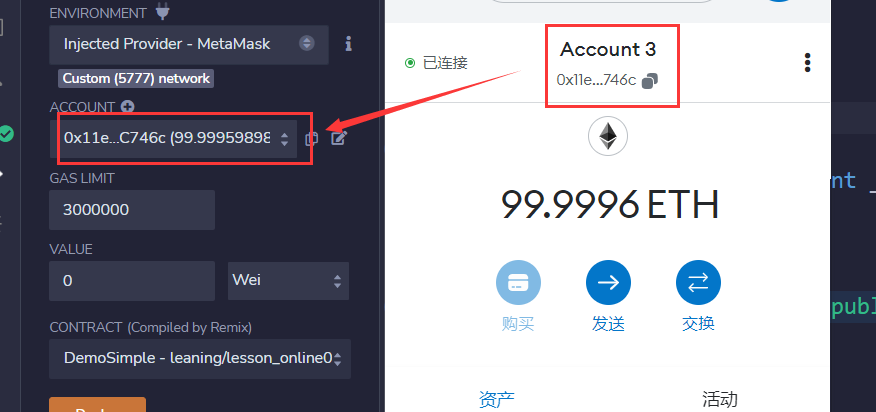 ENVIRONMENT
Injected Provider - MetaMask
Custom (5777) network
ACCOUNT
0x11e...C746c (99.99959898
GAS LIMIT
3000000
VALUE
0
Wei
CONTRACT (Compiled by Remix)
DemoSimple - leaning/lesson_online0
已连接
Account 3
0x11e...746c
99.9996 ETH
购买
发送
交换
资产
活动
nt _
publ